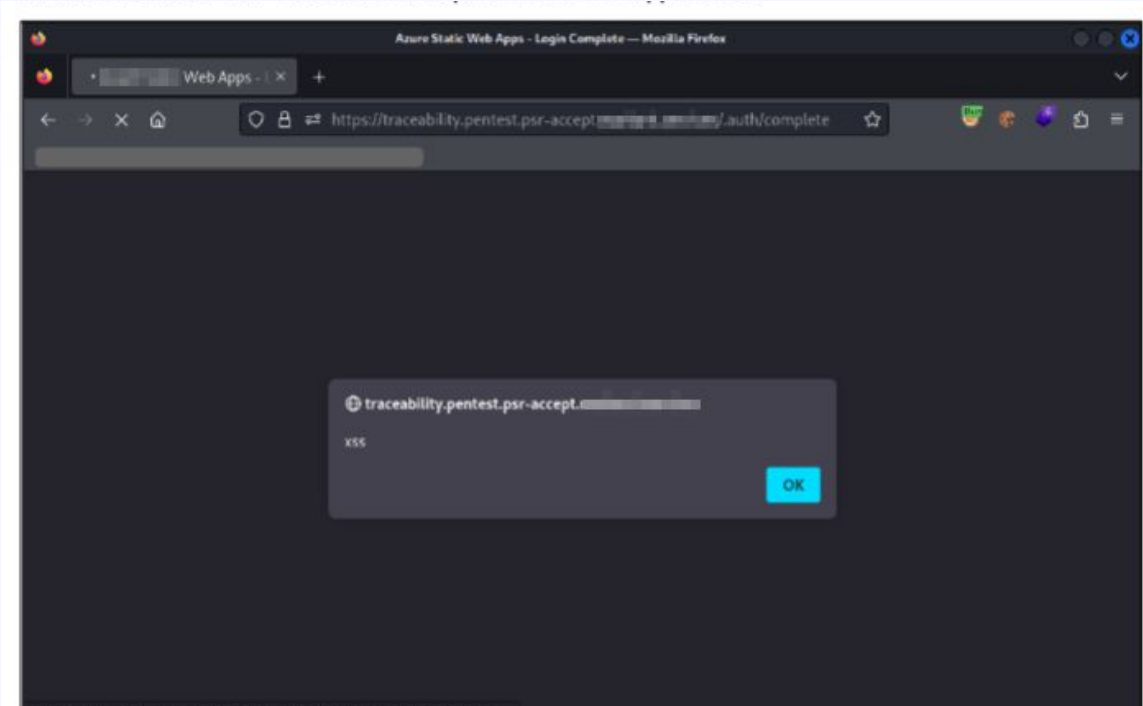 Azure Static Web Apps - Login Complete — Mozilla Firefox
Web Apps -
https://traceability.pentest.psr-accept /.auth/complete
traceability.pentest.psr-accept.
xss
OK